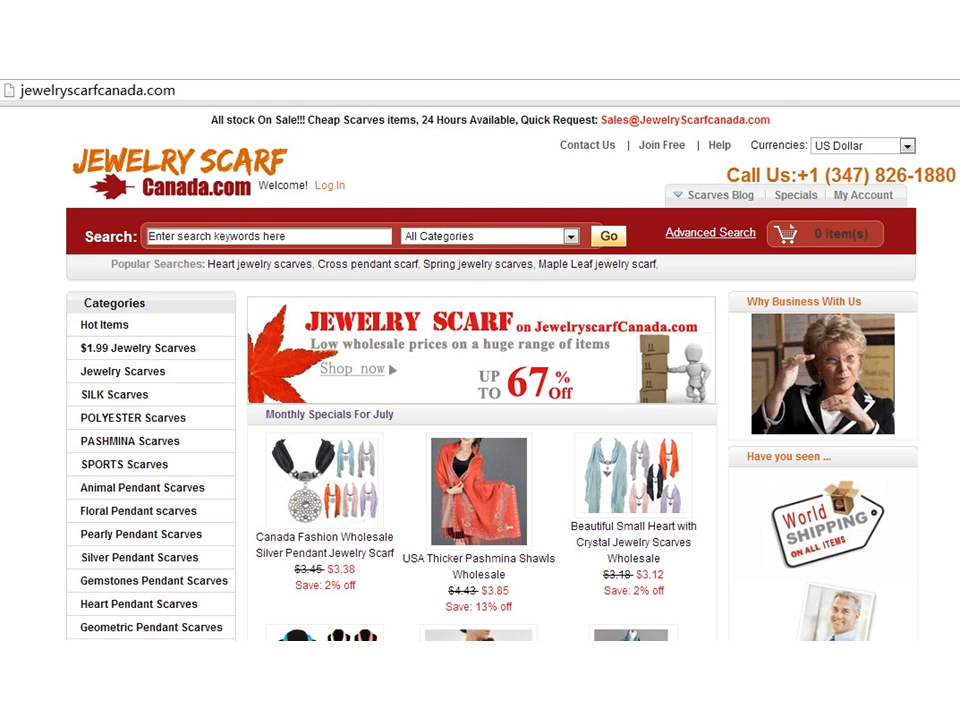 jewelryscarfcanada.com
All stock On Sale!!! Cheap Scarves items, 24 Hours Available, Quick Request: Sales@JewelryScarfcanada.com
Contact Us | Join Free | Help Currencies: US Dollar
JEWELRY SCARF
Canada.com Welcome! Log In
Call Us:+1 (347) 826-1880
Scarves Blog Specials My Account
Search: Enter search keywords here All Categories Go Advanced Search 0 item(s)
Popular Searches: Heart jewelry scarves, Cross pendant scarf, Spring jewelry scarves, Maple Leaf jewelry scarf,
Categories
Hot Items
$1.99 Jewelry Scarves
Jewelry Scarves
SILK Scarves
POLYESTER Scarves
PASHMINA Scarves
SPORTS Scarves
Animal Pendant Scarves
Floral Pendant scarves
Pearly Pendant Scarves
Silver Pendant Scarves
Gemstones Pendant Scarves
Heart Pendant Scarves
Geometric Pendant Scarves
JEWELRY SCARF on JewelryscarfCanada.com
Low wholesale prices on a huge range of items
Shop now
UP TO 67% Off
Monthly Specials For July
Canada Fashion Wholesale
Silver Pendant Jewelry Scarf
$3.45 $3.38
Save: 2% off
USA Thicker Pashmina Shawls
Wholesale
$4.43 $3.85
Save: 13% off
Beautiful Small Heart with
Crystal Jewelry Scarves
Wholesale
$3.18 $3.12
Save: 2% off
Why Business With Us
Have you seen ...
World
SHIPPING
ON ALL ITEMS